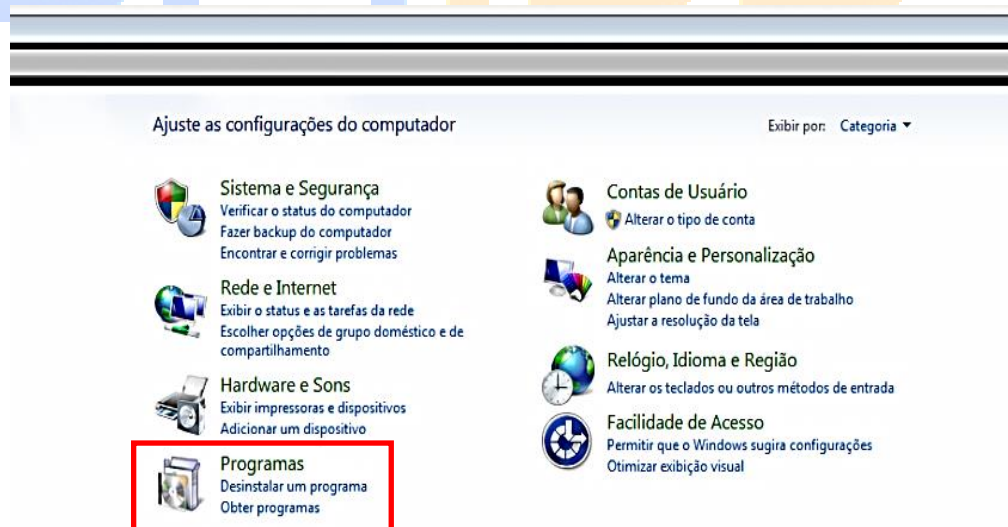 Ajuste as configurações do computador
Exibir por: Categoria
Sistema e Segurança
Verificar o status do computador
Fazer backup do computador
Encontrar e corrigir problemas
Rede e Internet
Exibir o status e as tarefas da rede
Escolher opções de grupo doméstico e de
compartilhamento
Hardware e Sons
Exibir impressoras e dispositivos
Adicionar um dispositivo
Programas
Desinstalar um programa
Obter programas
Contas de Usuário
Alterar o tipo de conta
Aparência e Personalização
Alterar o tema
Alterar plano de fundo da área de trabalho
Ajustar a resolução da tela
Relógio, Idioma e Região
Alterar os teclados ou outros métodos de entrada
Facilidade de Acesso
Permitir que o Windows sugira configurações
Otimizar exibição visual